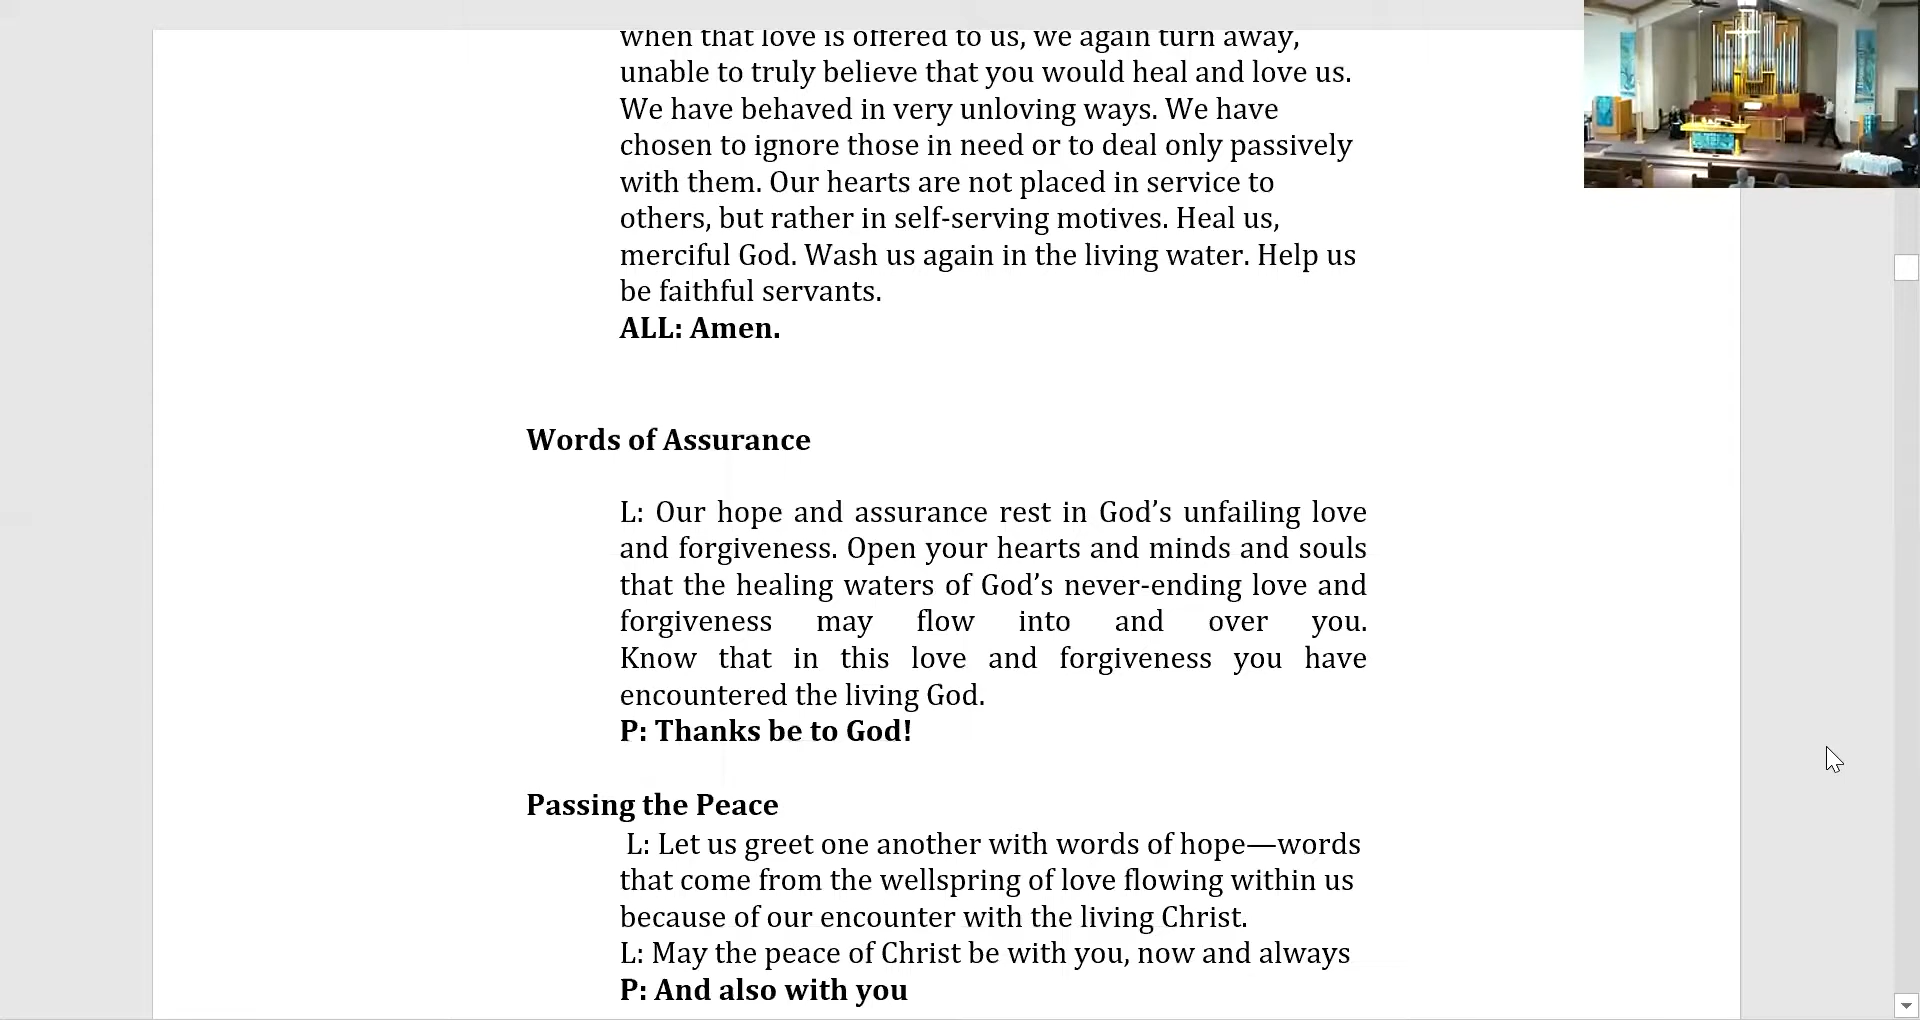 when that love is offered to us, we again turn away,
unable to truly believe that you would heal and love us.
We have behaved in very unloving ways. We have
chosen to ignore those in need or to deal only passively
with them. Our hearts are not placed in service to
others, but rather in self-serving motives. Heal us,
merciful God. Wash us again in the living water. Help us
be faithful servants.
ALL: Amen.
Words of Assurance
L: Our hope and assurance rest in God’s unfailing love
and forgiveness. Open your hearts and minds and souls
that the healing waters of God’s never-ending love and
forgiveness may flow into and over you.
Know that in this love and forgiveness you have
encountered the living God.
P: Thanks be to God!
Passing the Peace
L: Let us greet one another with words of hope—words
that come from the wellspring of love flowing within us
because of our encounter with the living Christ.
L: May the peace of Christ be with you, now and always
P: And also with you